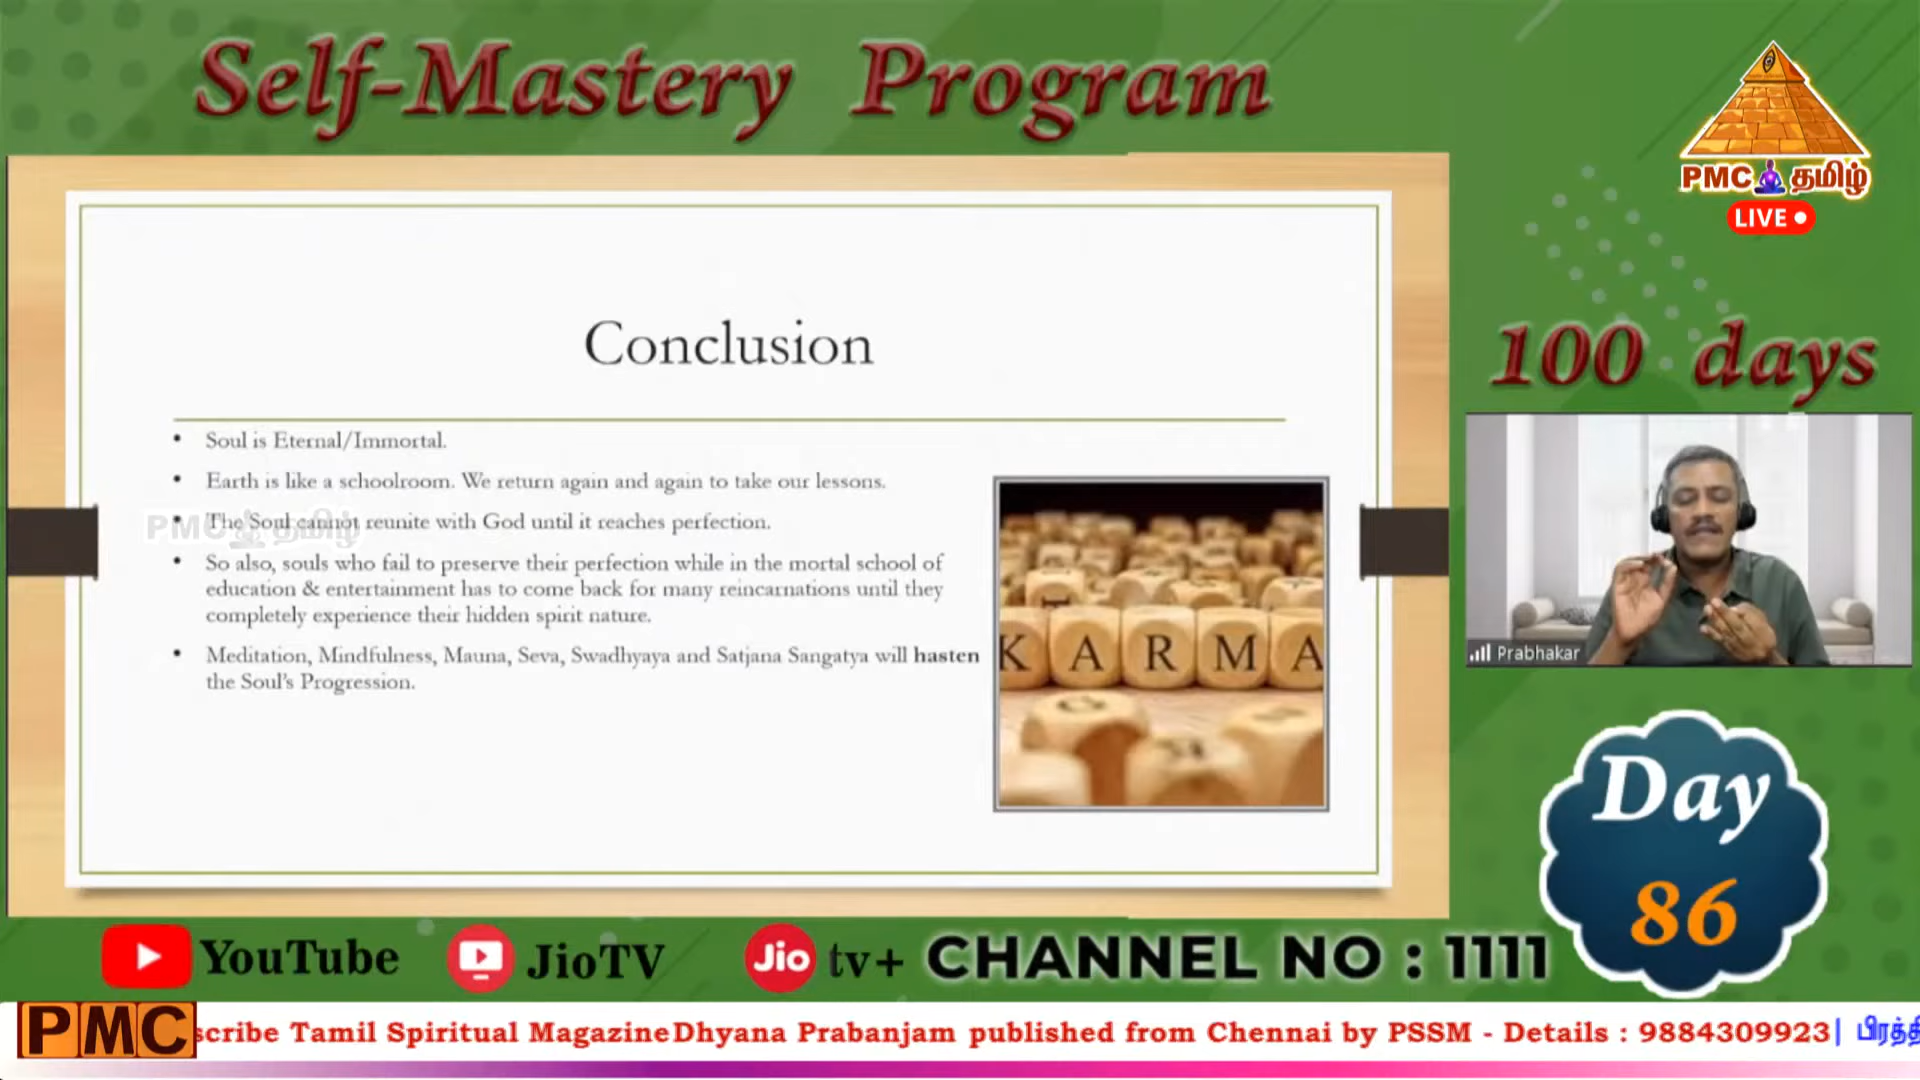 Self-Mastery Program
PMC தமிழ்
LIVE
Conclusion
• Soul is Eternal/Immortal.
• Earth is like a schoolroom. We return again and again to take our lessons.
• The Soul cannot reunite with God until it reaches perfection.
• So also, souls who fail to preserve their perfection while in the mortal school of
education & entertainment has to come back for many reincarnations until they
completely experience their hidden spirit nature.
• Meditation, Mindfulness, Mauna, Seva, Swadhyaya and Satjana Sangatya will hasten
the Soul's Progression.
PMC தமிழ்
KARMA
100 days
Prabhakar
Day
86
YouTube
JioTV
Jio tv+
CHANNEL NO : 1111
PMC
scribe Tamil Spiritual Magazine Dhyana Prabanjam published from Chennai by PSSM - Details : 9884309923|